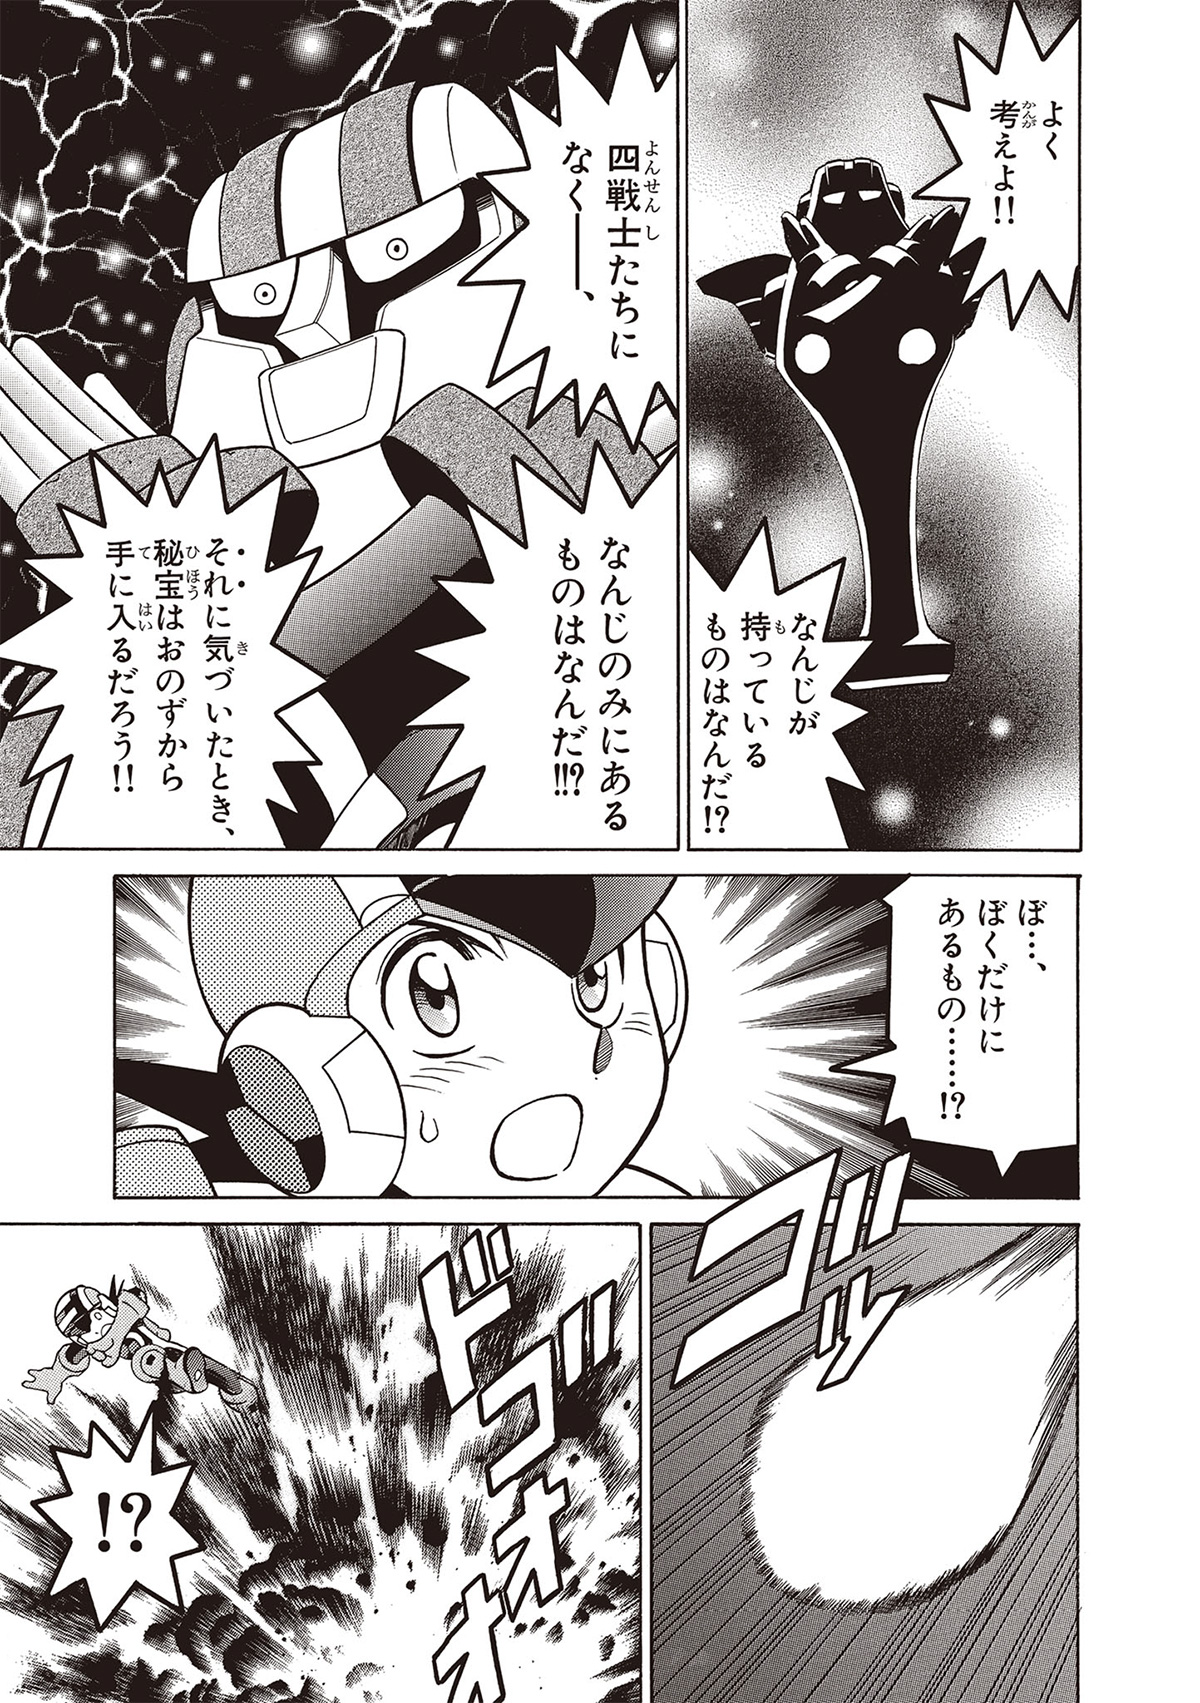 よく
考えよ!!
なんじが
持っている
ものはなんだ!?
四戦士たちに
なく――、
なんじのみにある
ものはなんだ!!?
それに気づいたとき、
秘宝はおのずから
手に入るだろう!!
ぼ…、
ぼくだけに
あるもの……!?
ゴッ
ドゴォォ
!?